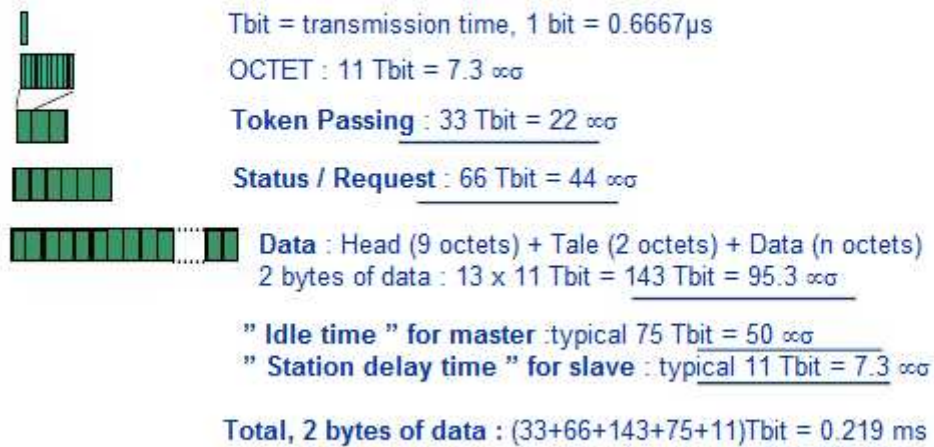 Tbit = transmission time, 1 bit = 0.6667µs
OCTET : 11 Tbit = 7.3 ∝σ
Token Passing : 33 Tbit = 22 ∝σ
Status / Request : 66 Tbit = 44 ∝σ
Data : Head (9 octets) + Tale (2 octets) + Data (n octets)
2 bytes of data : 13 x 11 Tbit = 143 Tbit = 95.3 ∝σ
” Idle time ” for master :typical 75 Tbit = 50 ∝σ
” Station delay time ” for slave : typical 11 Tbit = 7.3 ∝σ
Total, 2 bytes of data : (33+66+143+75+11)Tbit = 0.219 ms